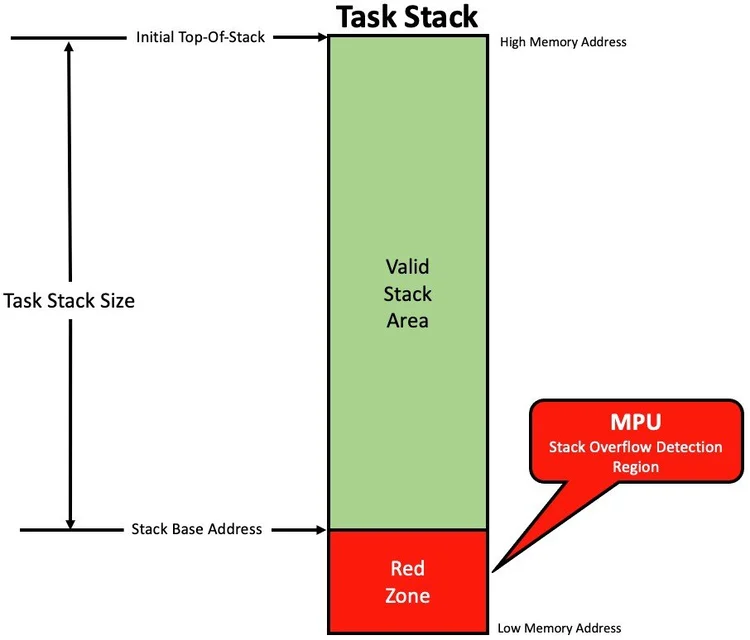 Task Stack
Initial Top-Of-Stack
High Memory Address
Valid
Stack
Area
Task Stack Size
MPU
Stack Overflow Detection
Region
Stack Base Address
Red
Zone
Low Memory Address